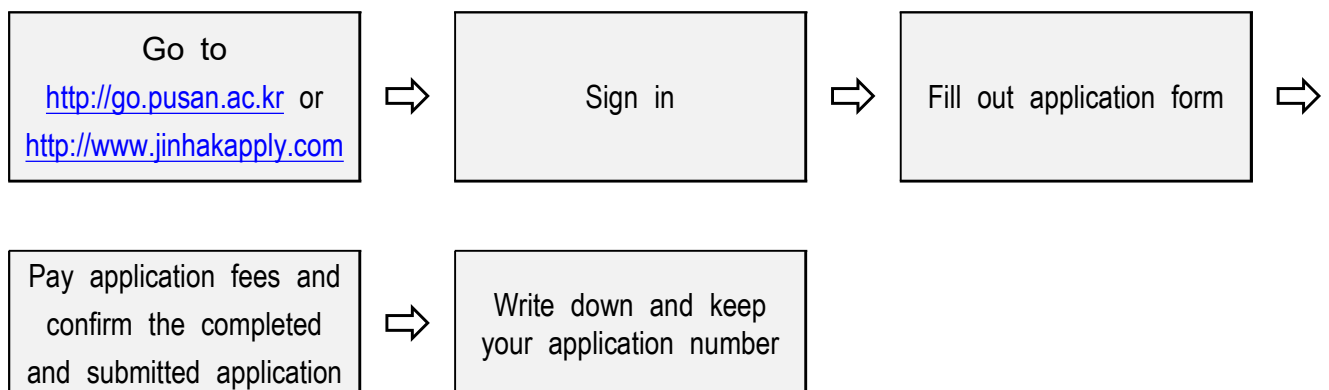 Go to
http://go.pusan.ac.kr or
http://www.jinhakapply.com
Sign in
Fill out application form
Pay application fees and
confirm the completed
and submitted application
Write down and keep
your application number